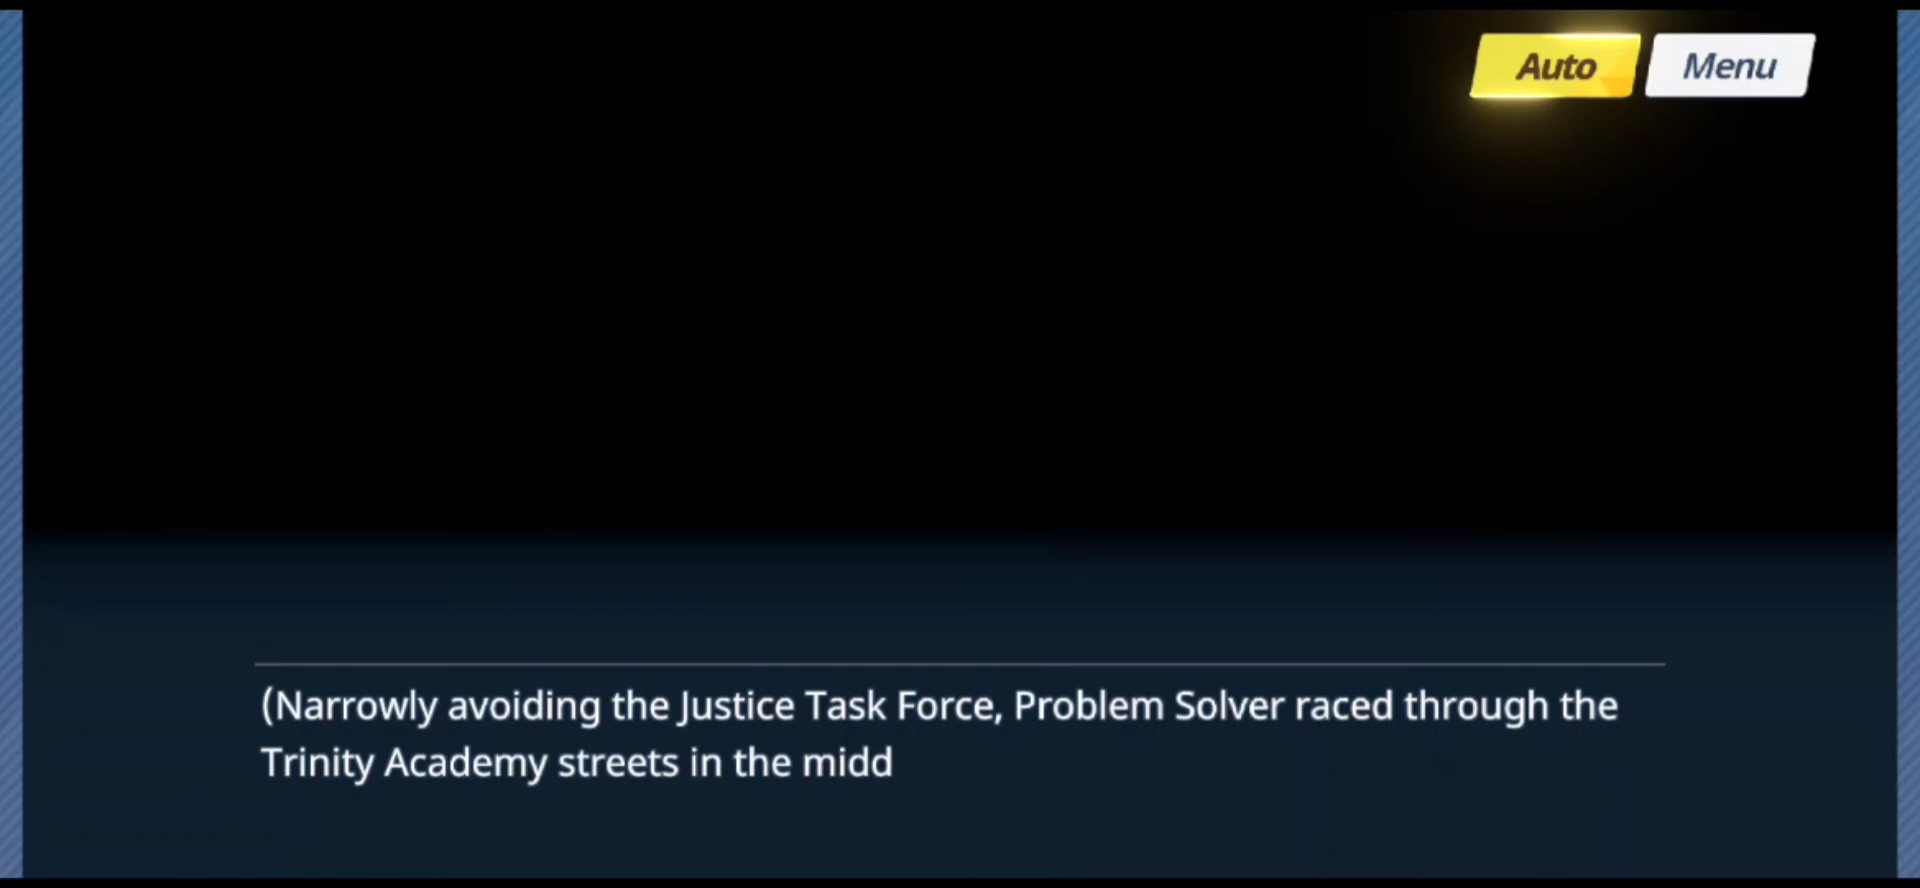 Auto
Menu
(Narrowly avoiding the Justice Task Force, Problem Solver raced through the
Trinity Academy streets in the midd